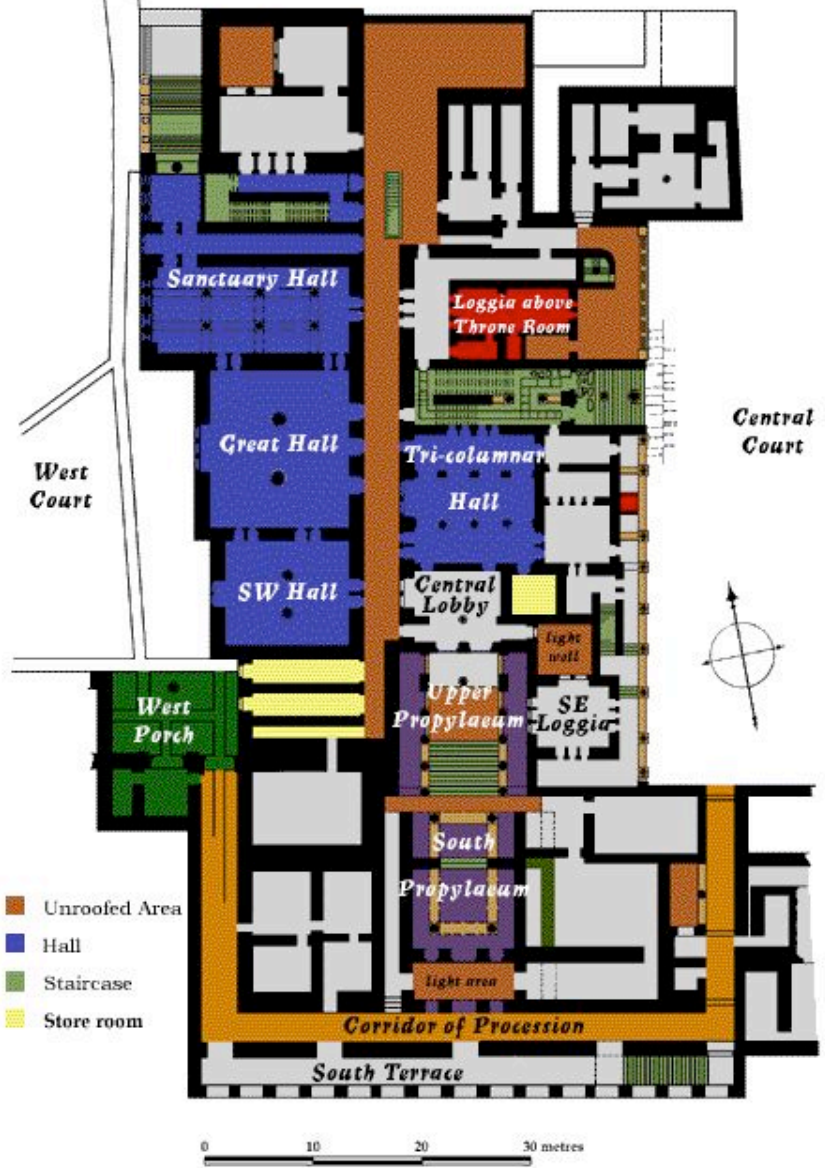 Sanctuary Hall
Loggia above
Throne Room
Great Hall
Tri-columnar
Hall
Central
Court
West
Court
SW Hall
Central
Lobby
light
well
West
Porch
Upper
Propylaeum
SE
Loggia
South
Propylaeum
Unroofed Area
Hall
Staircase
Store room
light area
Corridor of Procession
South Terrace
0 10 20 30 metres